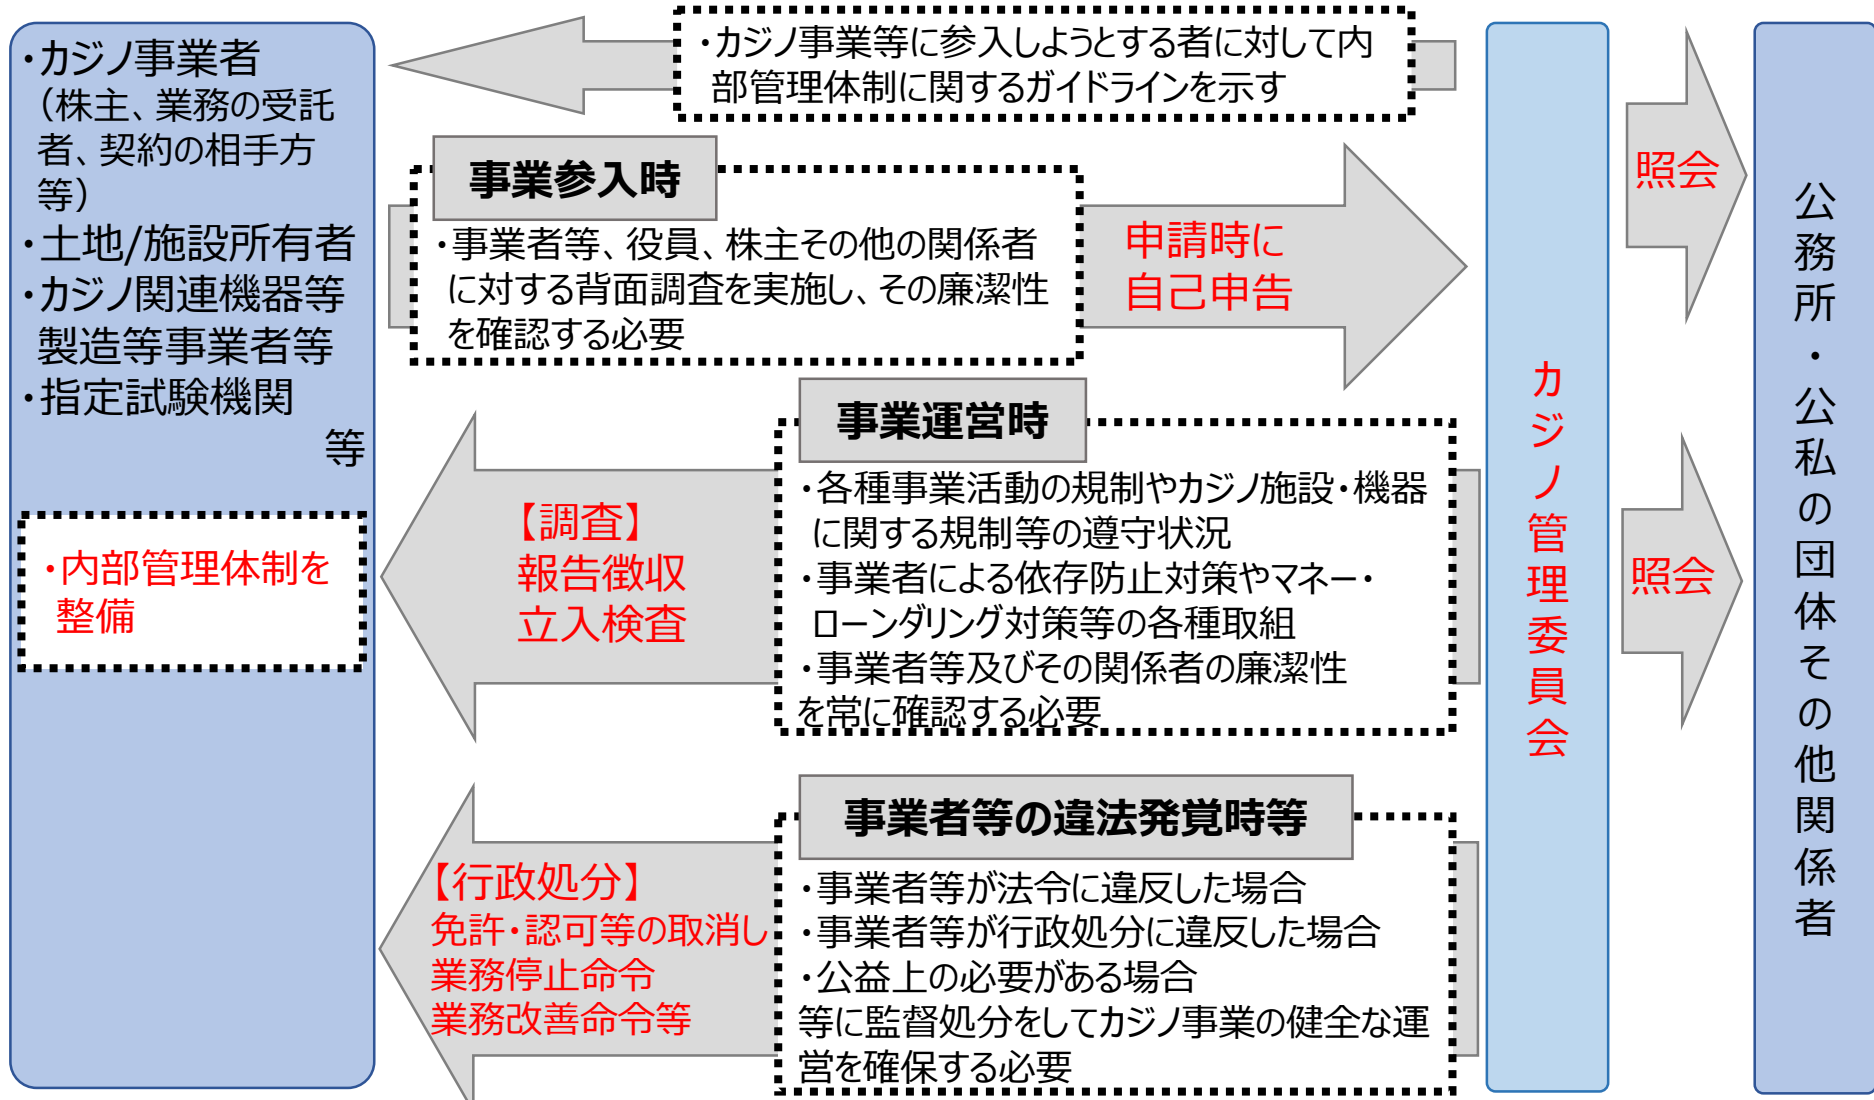 ・カジノ事業者
（株主、業務の受託
者、契約の相手方
等）
・土地/施設所有者
・カジノ関連機器等
製造等事業者等
・指定試験機関
等
・内部管理体制を
整備
・カジノ事業等に参入しようとする者に対して内
部管理体制に関するガイドラインを示す
事業参入時
・事業者等、役員、株主その他の関係者
に対する背面調査を実施し、その廉潔性
を確認する必要
申請時に
自己申告
事業運営時
・各種事業活動の規制やカジノ施設・機器
に関する規制等の遵守状況
・事業者による依存防止対策やマネー・
ローンダリング対策等の各種取組
・事業者等及びその関係者の廉潔性
を常に確認する必要
【調査】
報告徴収
立入検査
事業者等の違法発覚時等
・事業者等が法令に違反した場合
・事業者等が行政処分に違反した場合
・公益上の必要がある場合
等に監督処分をしてカジノ事業の健全な運
営を確保する必要
【行政処分】
免許・認可等の取消し
業務停止命令
業務改善命令等
カジノ管理委員会
照会
照会
公務所・公私の団体その他関係者